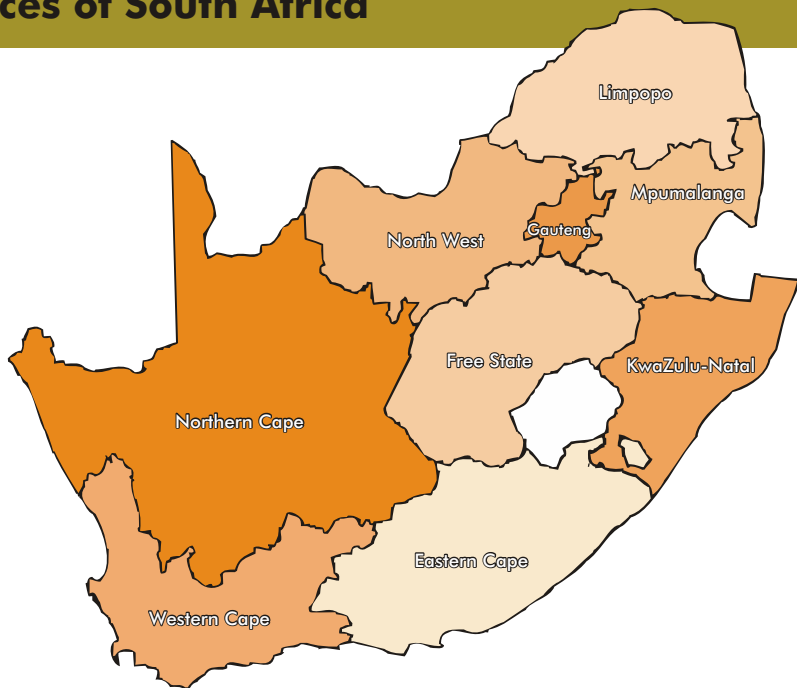 ces of South Africa
Limpopo
Mpumalanga
North West
Gauteng
Free State
KwaZulu-Natal
Northern Cape
Eastern Cape
Western Cape